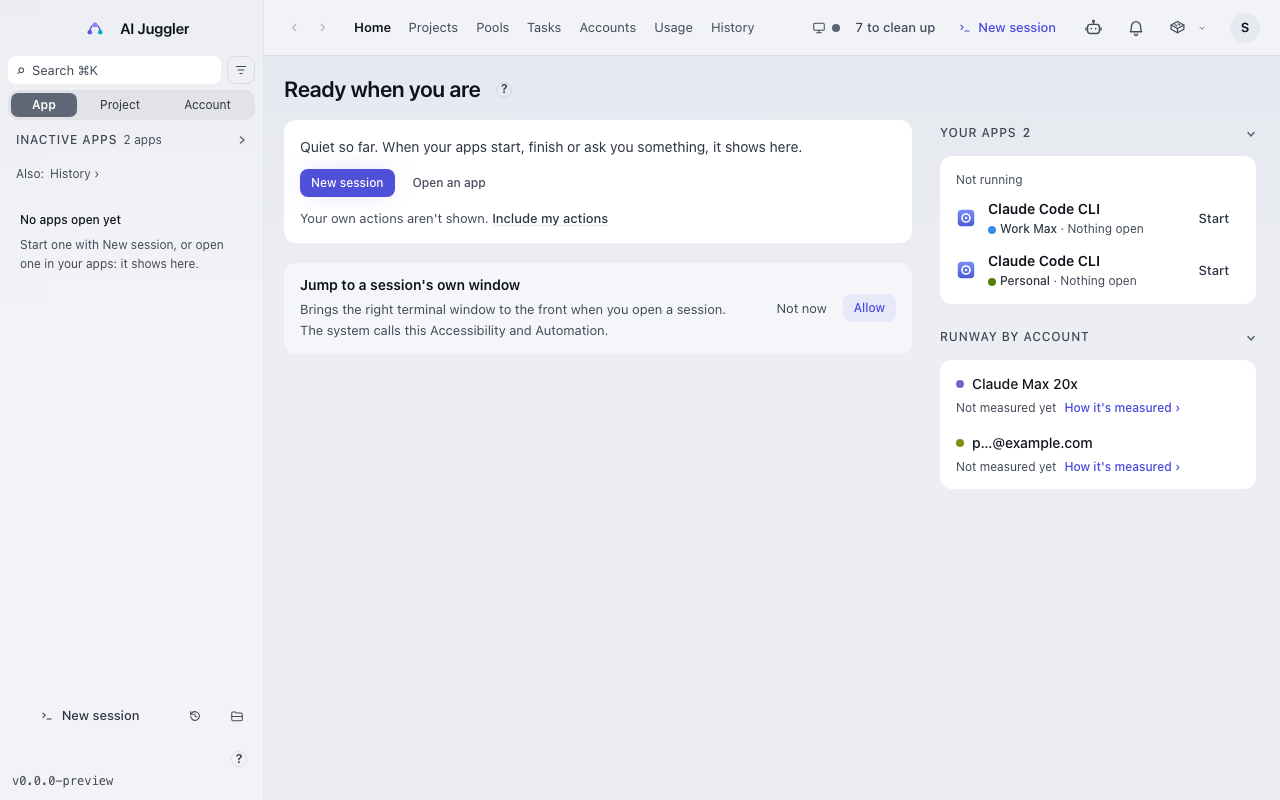 AI Juggler
Search ⌘K
App
Project
Account
INACTIVE APPS 2 apps
Also: History ›
No apps open yet
Start one with New session, or open
one in your apps: it shows here.
New session
?
v0.0.0-preview
Home
Projects
Pools
Tasks
Accounts
Usage
History
7 to clean up
New session
S
Ready when you are
?
Quiet so far. When your apps start, finish or ask you something, it shows here.
New session
Open an app
Your own actions aren't shown. Include my actions
Jump to a session's own window
Brings the right terminal window to the front when you open a session.
The system calls this Accessibility and Automation.
Not now
Allow
YOUR APPS 2
Not running
Claude Code CLI
Work Max · Nothing open
Start
Claude Code CLI
Personal · Nothing open
Start
RUNWAY BY ACCOUNT
Claude Max 20x
Not measured yet How it's measured ›
p...@example.com
Not measured yet How it's measured ›